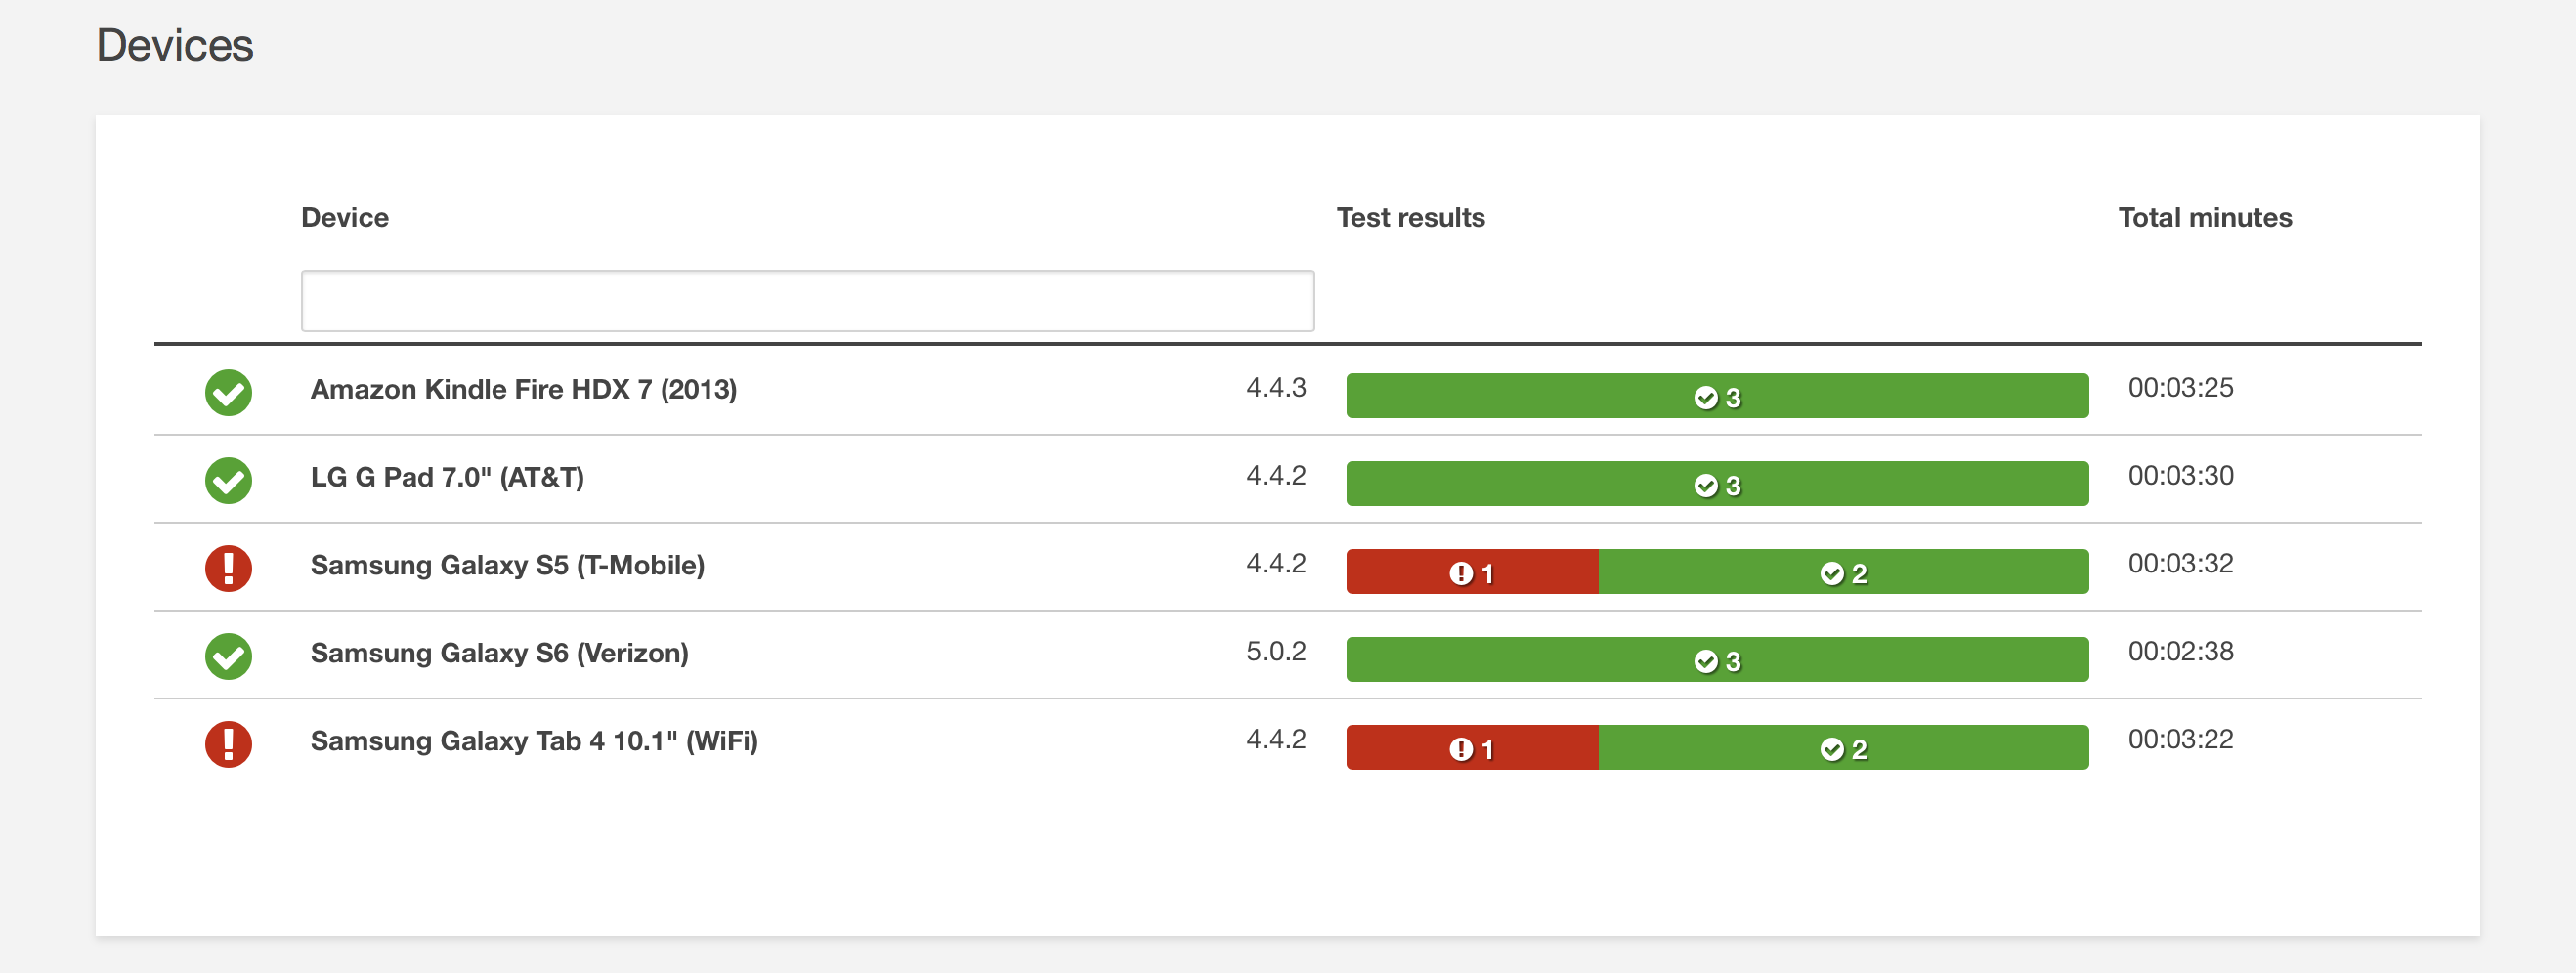 Devices
Device Test results Total minutes
Amazon Kindle Fire HDX 7 (2013) 4.4.3 3 00:03:25
LG G Pad 7.0" (AT&T) 4.4.2 3 00:03:30
Samsung Galaxy S5 (T-Mobile) 4.4.2 1 2 00:03:32
Samsung Galaxy S6 (Verizon) 5.0.2 3 00:02:38
Samsung Galaxy Tab 4 10.1" (WiFi) 4.4.2 1 2 00:03:22